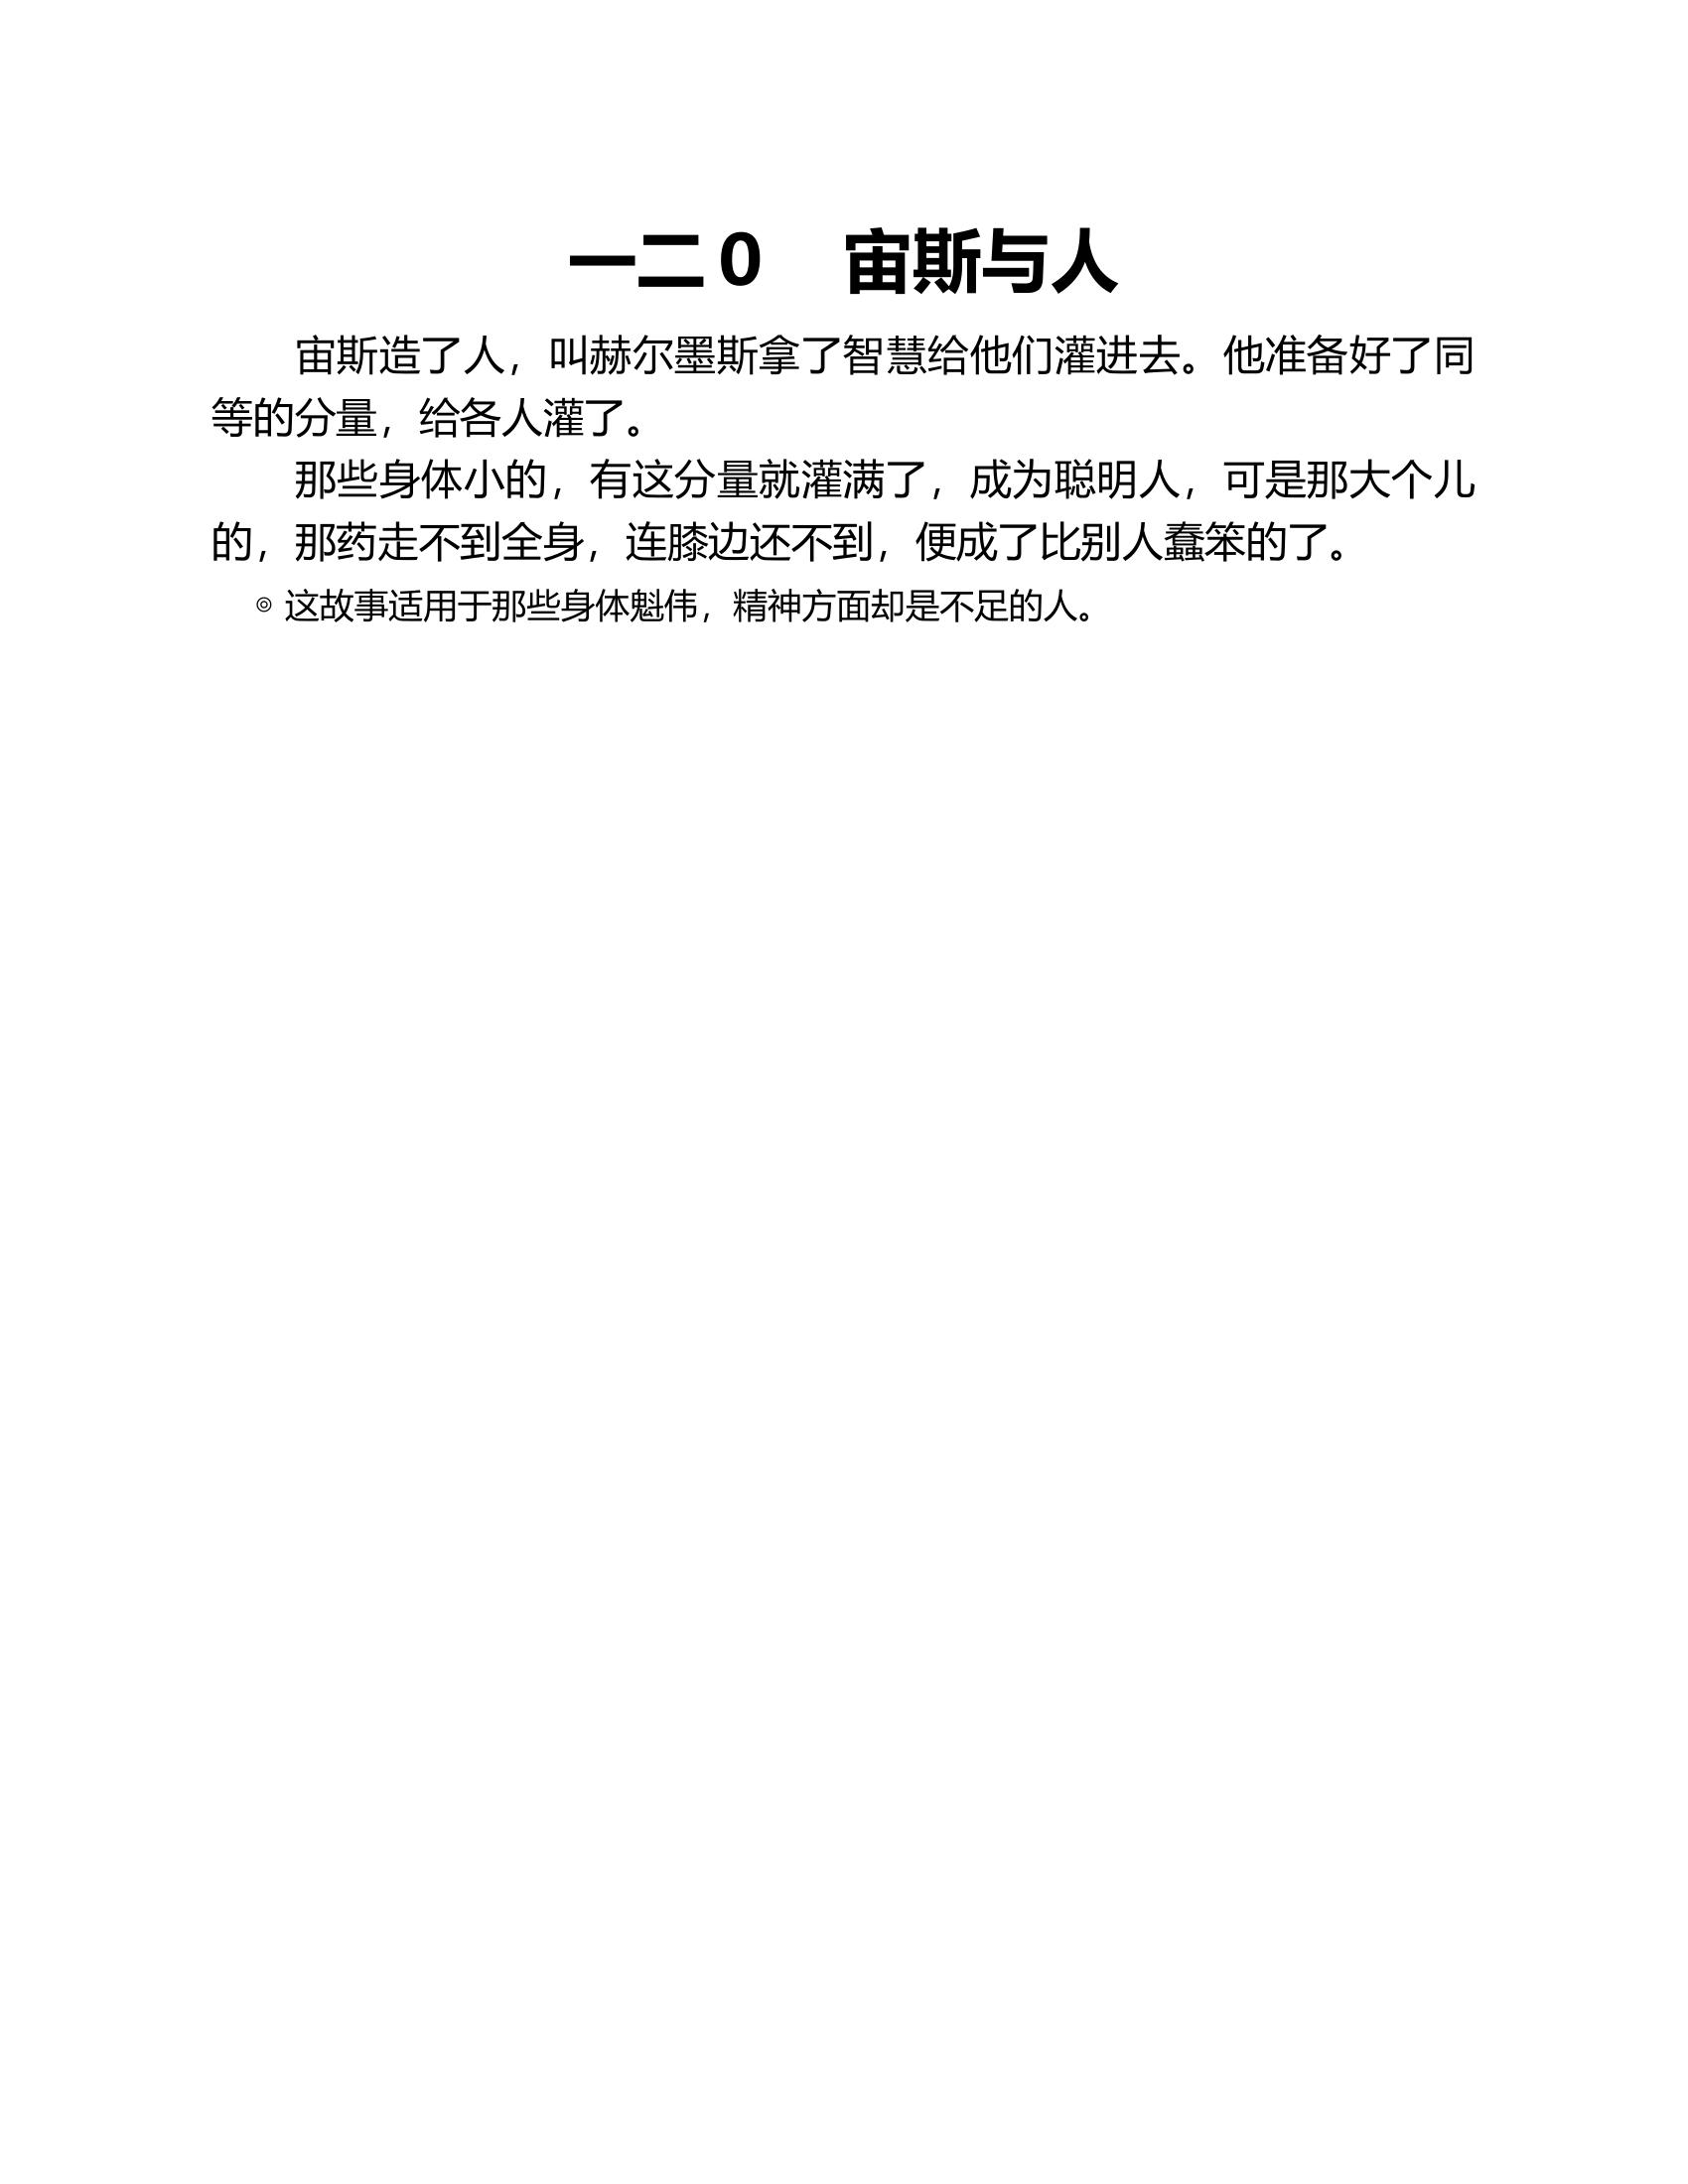 一二0　宙斯与人
宙斯造了人，叫赫尔墨斯拿了智慧给他们灌进去。他准备好了同
等的分量，给各人灌了。
那些身体小的，有这分量就灌满了，成为聪明人，可是那大个儿
的，那药走不到全身，连膝边还不到，便成了比别人蠢笨的了。
◎ 这故事适用于那些身体魁伟，精神方面却是不足的人。